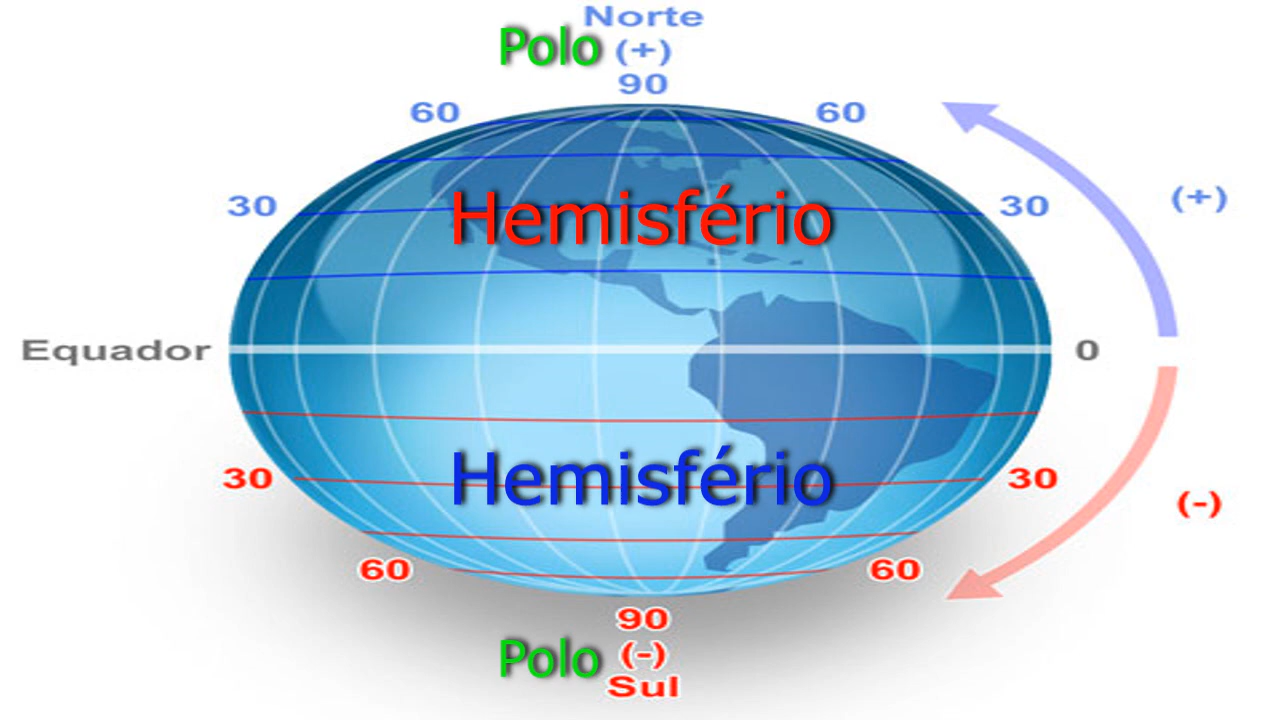 Norte
Polo (+)
90
60 60
30 30
(+)
Hemisfério
Equador 0
Hemisfério
30 30
(-)
60 60
90
Polo (-)
Sul